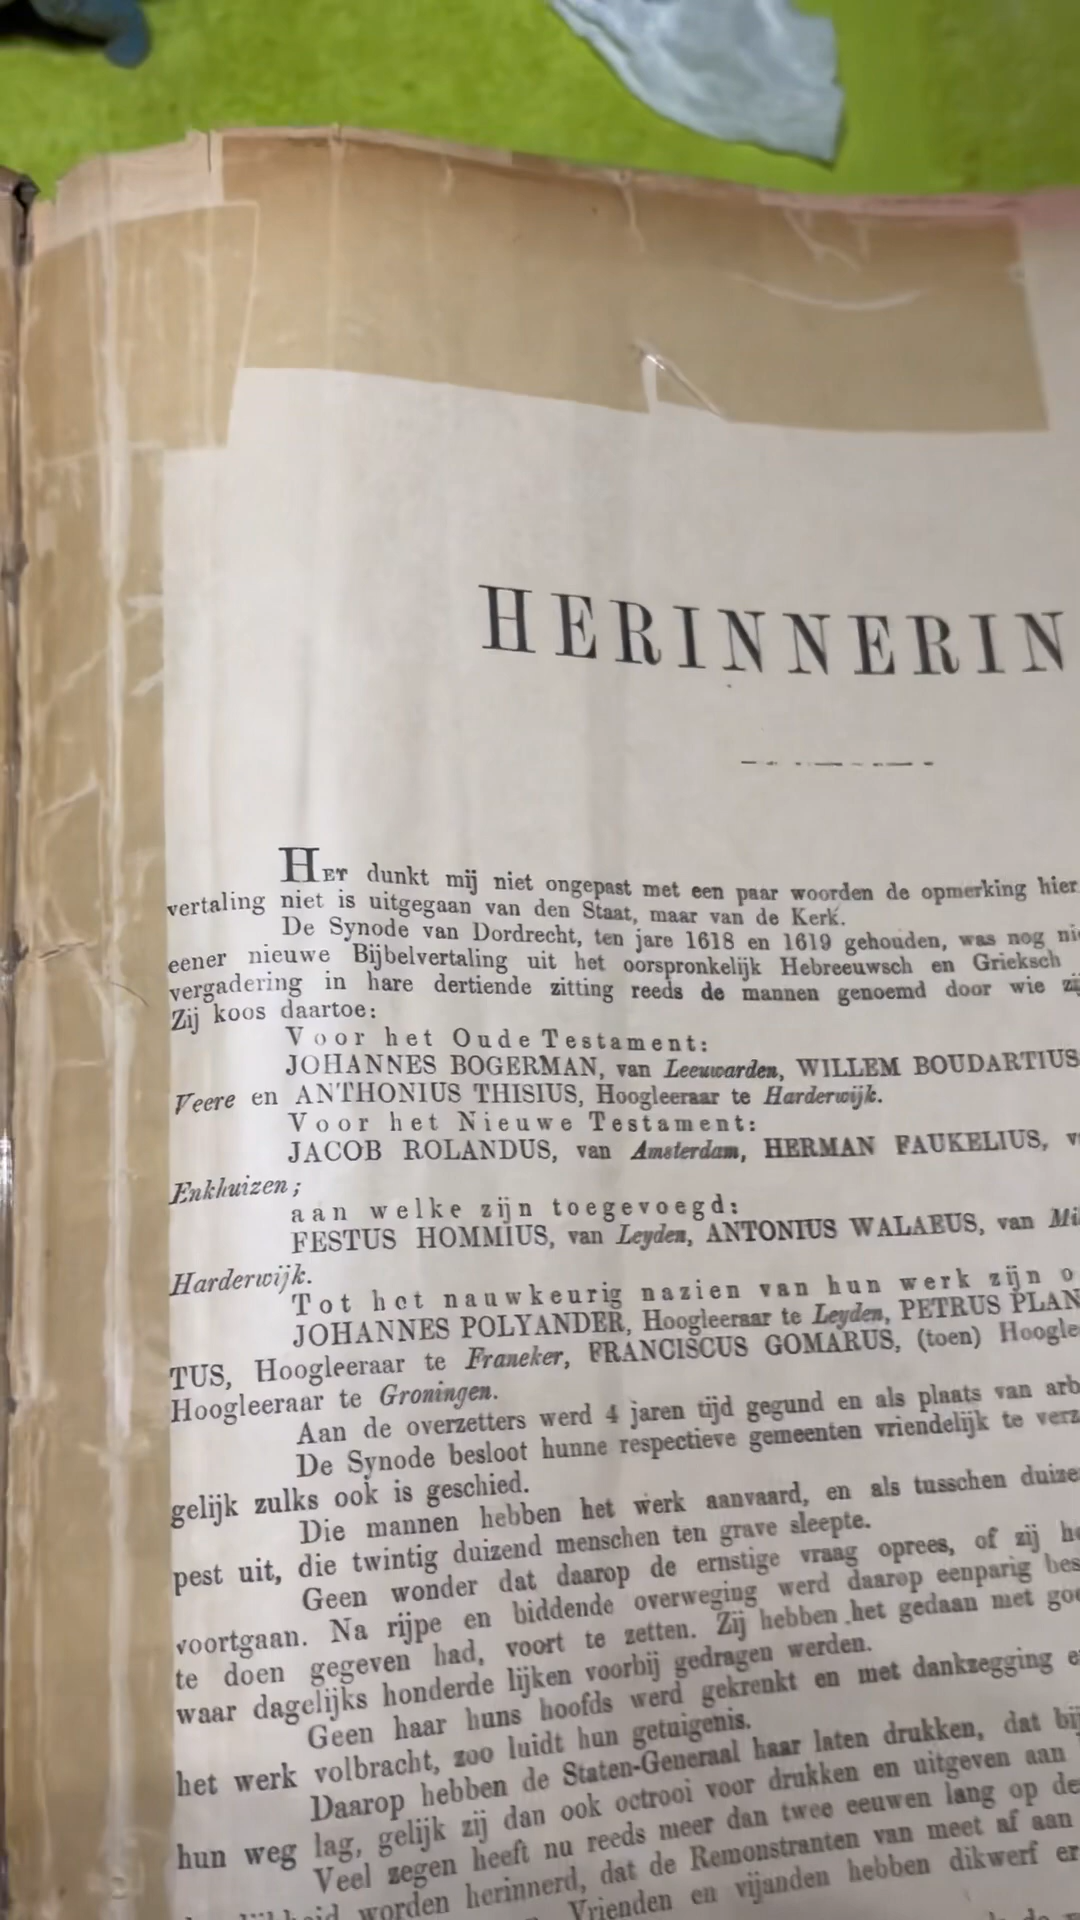 HERINNERIN
HET dunkt mij niet ongepast met een paar woorden de opmerking hier
vertaling niet is uitgegaan van den Staat, maar van de Kerk.
De Synode van Dordrecht, ten jare 1618 en 1619 gehouden, was nog
eener nieuwe Bijbelvertaling uit het oorspronkelijk Hebreeuwsch en Grieksch
vergadering in hare dertiende zitting reeds de mannen genoemd door wie
Zij koos daartoe:
Voor het Oude Testament:
JOHANNES BOGERMAN, van Leeuwarden, WILLEM BOUDARTIUS
Veere en ANTHONIUS THISIUS, Hoogleeraar te Harderwijk.
Voor het Nieuwe Testament:
JACOB ROLANDUS, van Amsterdam, HERMAN FAUKELIUS,
Enkhuizen;
aan welke zijn toegevoegd:
FESTUS HOMMIUS, van Leyden, ANTONIUS WALAEUS, van
Harderwijk.
Tot het nauwkeurig nazien van hun werk zijn
JOHANNES POLYANDER, Hoogleeraar te Leyden, PETRUS PLAN
TUS, Hoogleeraar te Franeker, FRANCISCUS GOMARUS, (toen) Hoogle
Hoogleeraar te Groningen.
Aan de overzetters werd 4 jaren tijd gegund en als plaats van arb
De Synode besloot hunne respectieve gemeenten vriendelijk te verz
gelijk zulks ook is geschied.
Die mannen hebben het werk aanvaard, en als tusschen duize
pest uit, die twintig duizend menschen ten grave sleepte.
Geen wonder dat daarop de ernstige vraag oprees, of zij
voortgaan. Na rijpe en biddende overweging werd daarop eenparig bes
te doen gegeven had, voort te zetten. Zij hebben het gedaan met goe
waar dagelijks honderde lijken voorbij gedragen werden.
Geen haar huns hoofds werd gekrenkt en met dankzegging
het werk volbracht, zoo luidt hun getuigenis.
Daarop hebben de Staten-Generaal haar laten drukken, dat
hun weg lag, gelijk zij dan ook octrooi voor drukken en uitgeven aan
Veel zegen heeft nu reeds meer dan twee eeuwen lang op
worden herinnerd, dat de Remonstranten van meet af aan
Vrienden en vijanden hebben dikwerf